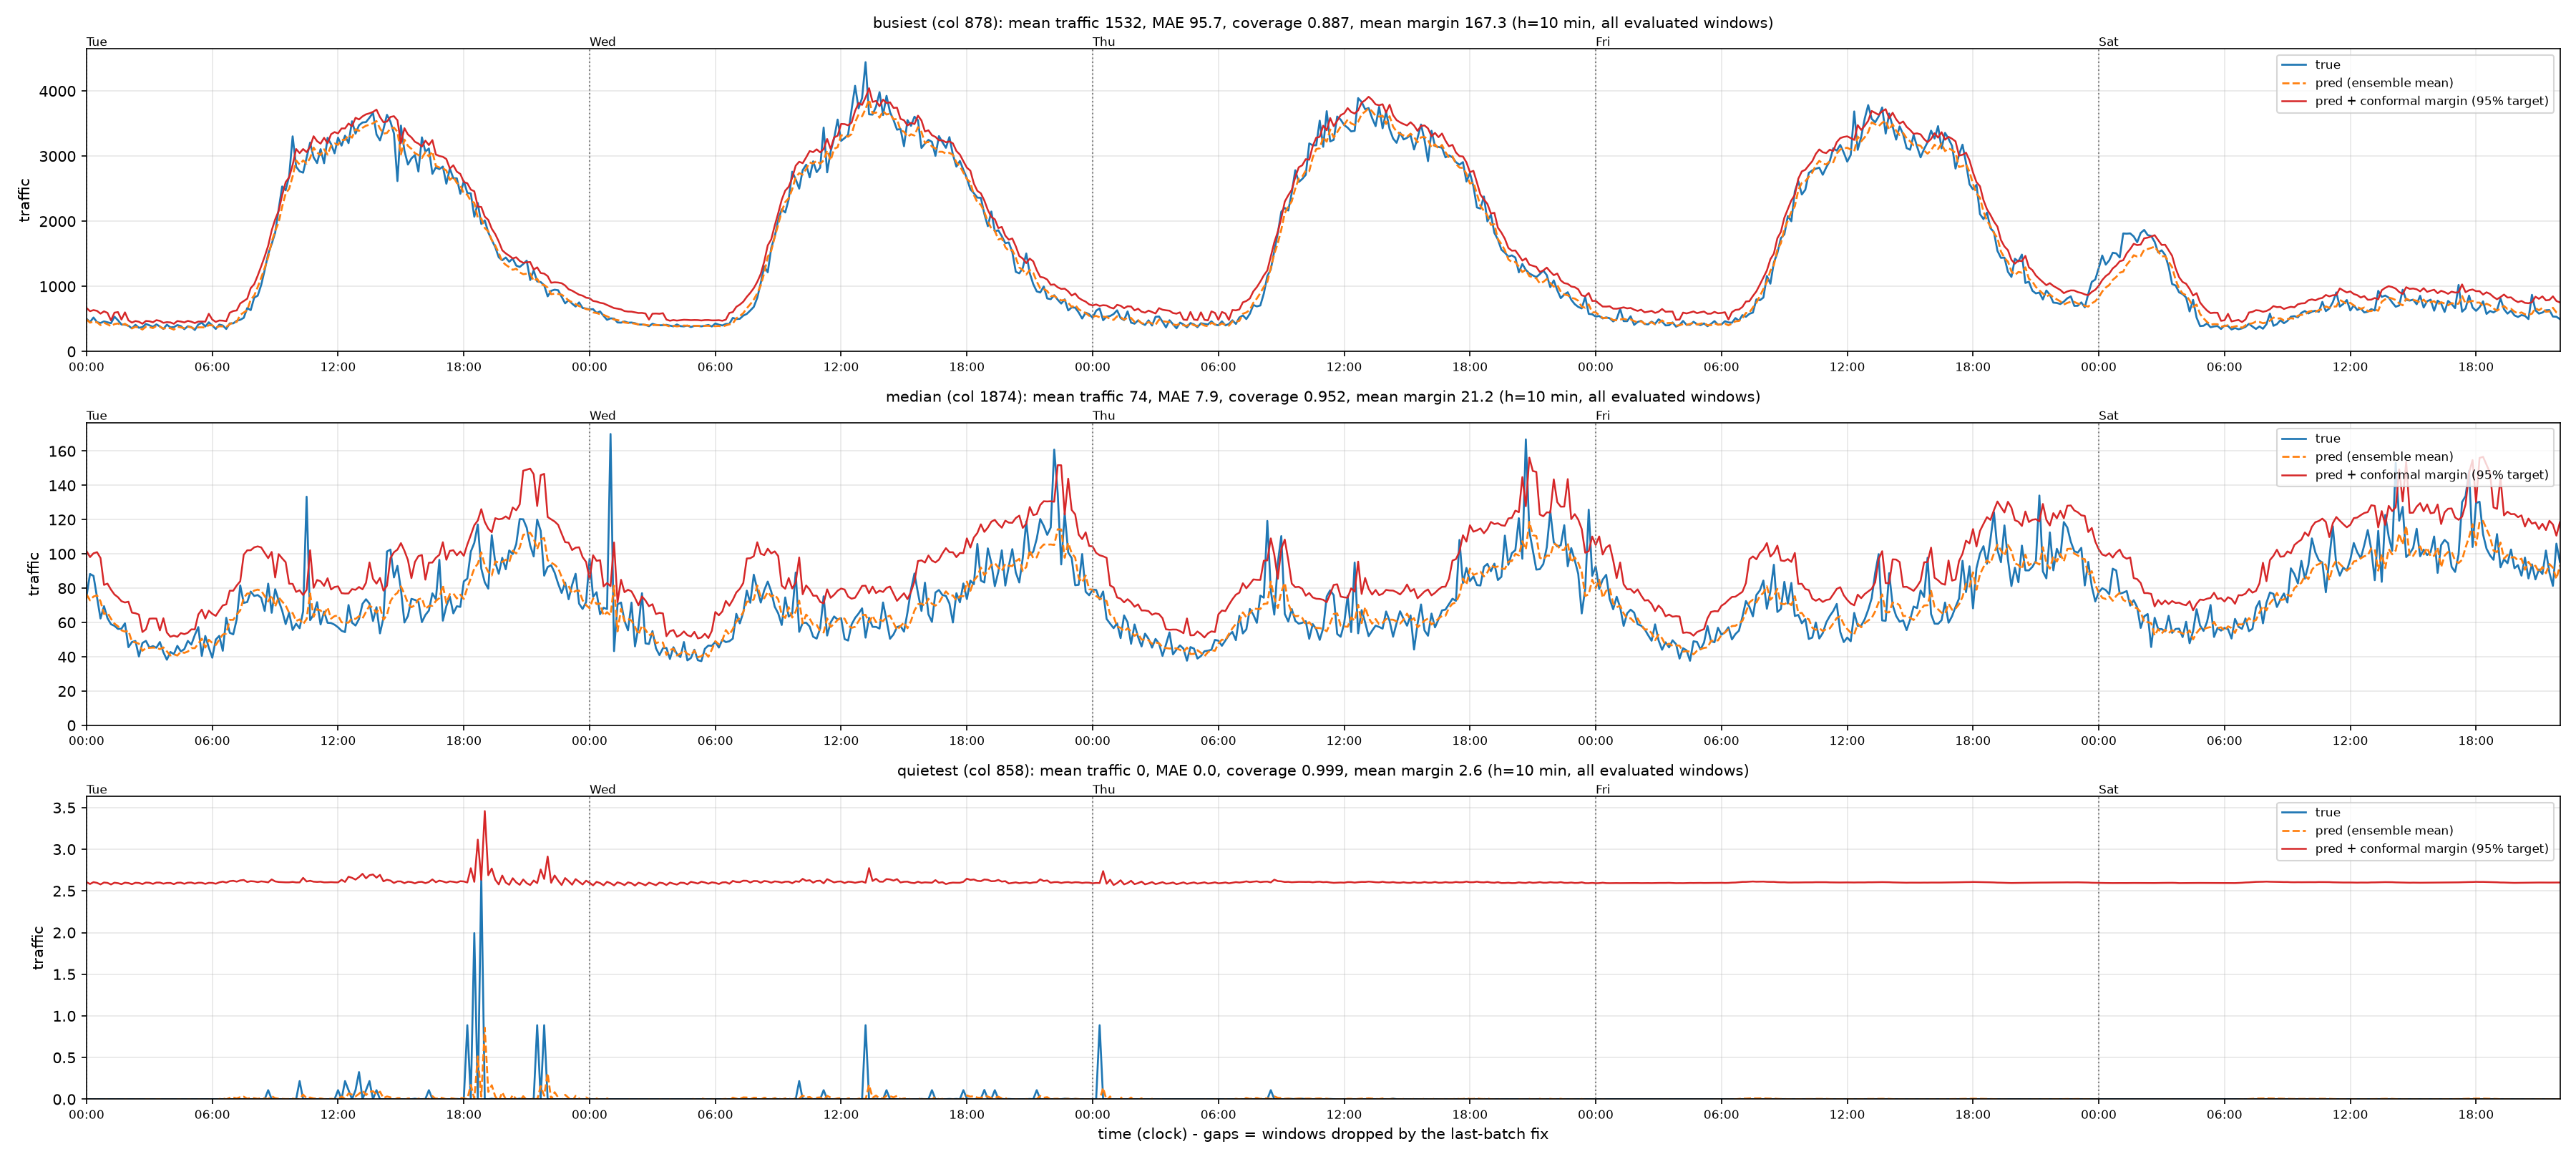 busiest (col 878): mean traffic 1532, MAE 95.7, coverage 0.887, mean margin 167.3 (h=10 min, all evaluated windows)
Tue Wed Thu Fri Sat
true
pred (ensemble mean)
pred + conformal margin (95% target)
traffic
4000
3000
2000
1000
0
00:00 06:00 12:00 18:00 00:00 06:00 12:00 18:00 00:00 06:00 12:00 18:00 00:00 06:00 12:00 18:00 00:00 06:00 12:00 18:00
median (col 1874): mean traffic 74, MAE 7.9, coverage 0.952, mean margin 21.2 (h=10 min, all evaluated windows)
Tue Wed Thu Fri Sat
true
pred (ensemble mean)
pred + conformal margin (95% target)
traffic
160
140
120
100
80
60
40
20
0
00:00 06:00 12:00 18:00 00:00 06:00 12:00 18:00 00:00 06:00 12:00 18:00 00:00 06:00 12:00 18:00 00:00 06:00 12:00 18:00
quietest (col 858): mean traffic 0, MAE 0.0, coverage 0.999, mean margin 2.6 (h=10 min, all evaluated windows)
Tue Wed Thu Fri Sat
true
pred (ensemble mean)
pred + conformal margin (95% target)
traffic
3.5
3.0
2.5
2.0
1.5
1.0
0.5
0.0
00:00 06:00 12:00 18:00 00:00 06:00 12:00 18:00 00:00 06:00 12:00 18:00 00:00 06:00 12:00 18:00 00:00 06:00 12:00 18:00
time (clock) - gaps = windows dropped by the last-batch fix